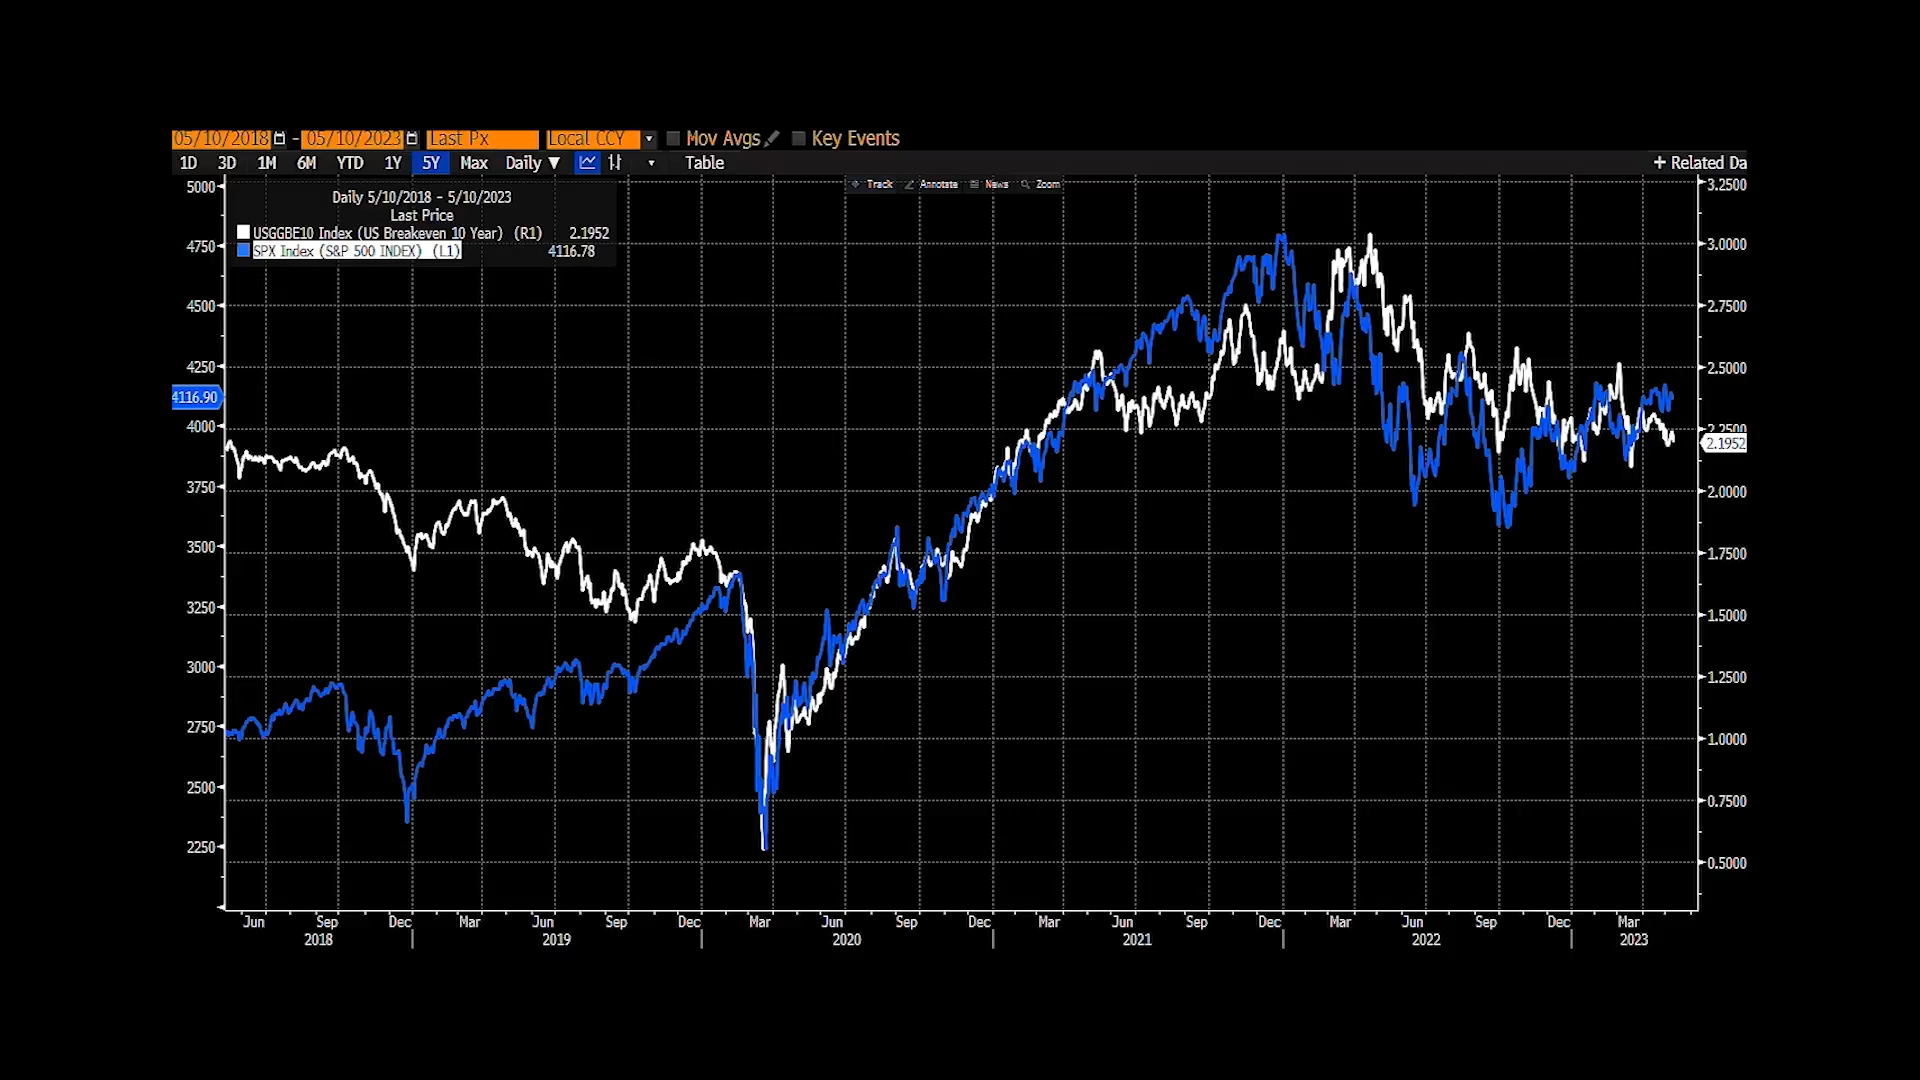 05/10/2018 - 05/10/2023 Last Px Local CCY Mov Avgs Key Events
1D 3D 1M 6M YTD 1Y 5Y Max Daily ▼ Table + Related Da
Track Annotate News Zoom
Daily 5/10/2018 - 5/10/2023
Last Price
USGGBE10 Index (US Breakeven 10 Year) (R1) 2.1952
SPX Index (S&P 500 INDEX) (L1) 4116.78
5000
4750
4500
4250
4116.90
4000
3750
3500
3250
3000
2750
2500
2250
3.2500
3.0000
2.7500
2.5000
2.2500
2.1952
2.0000
1.7500
1.5000
1.2500
1.0000
0.7500
0.5000
Jun Sep Dec Mar Jun Sep Dec Mar Jun Sep Dec Mar Jun Sep Dec Mar Jun Sep Dec Mar
2018 2019 2020 2021 2022 2023